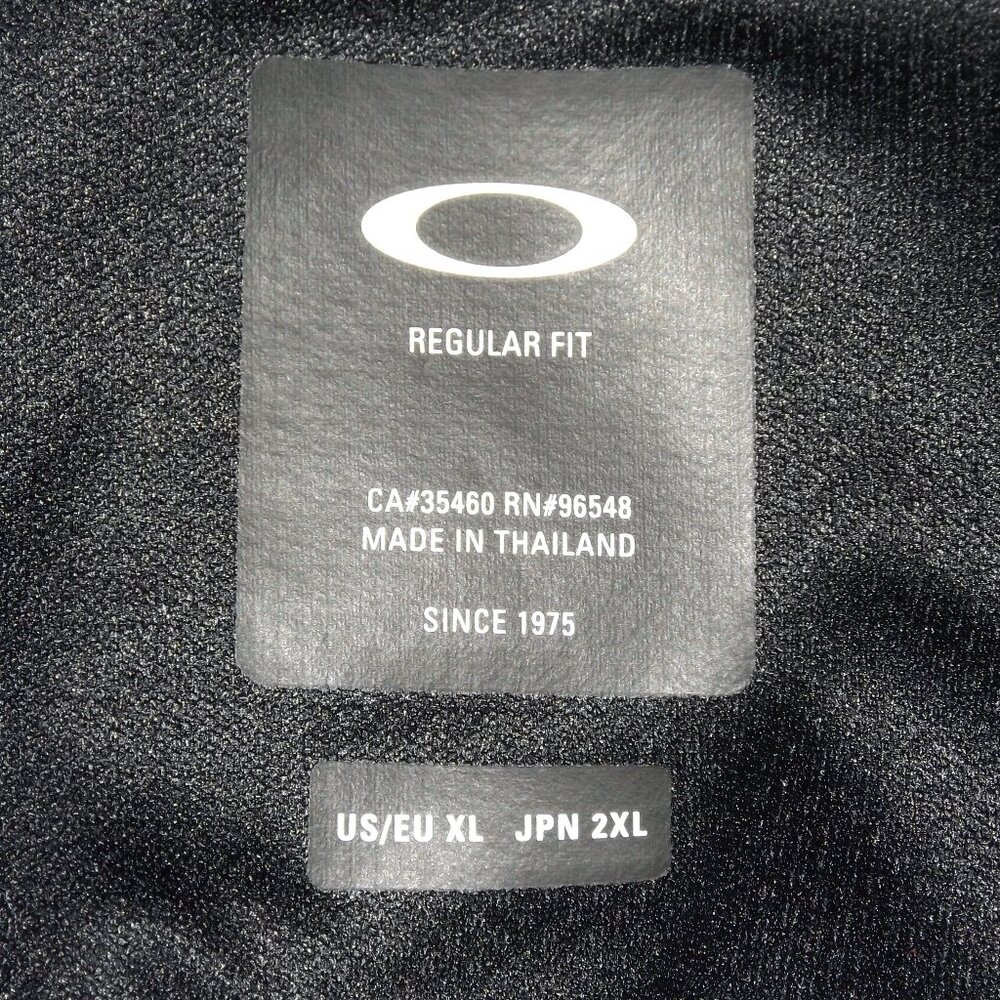 REGULAR FIT
CA#35460 RN#96548
MADE IN THAILAND
SINCE 1975
US/EU XL JPN 2XL